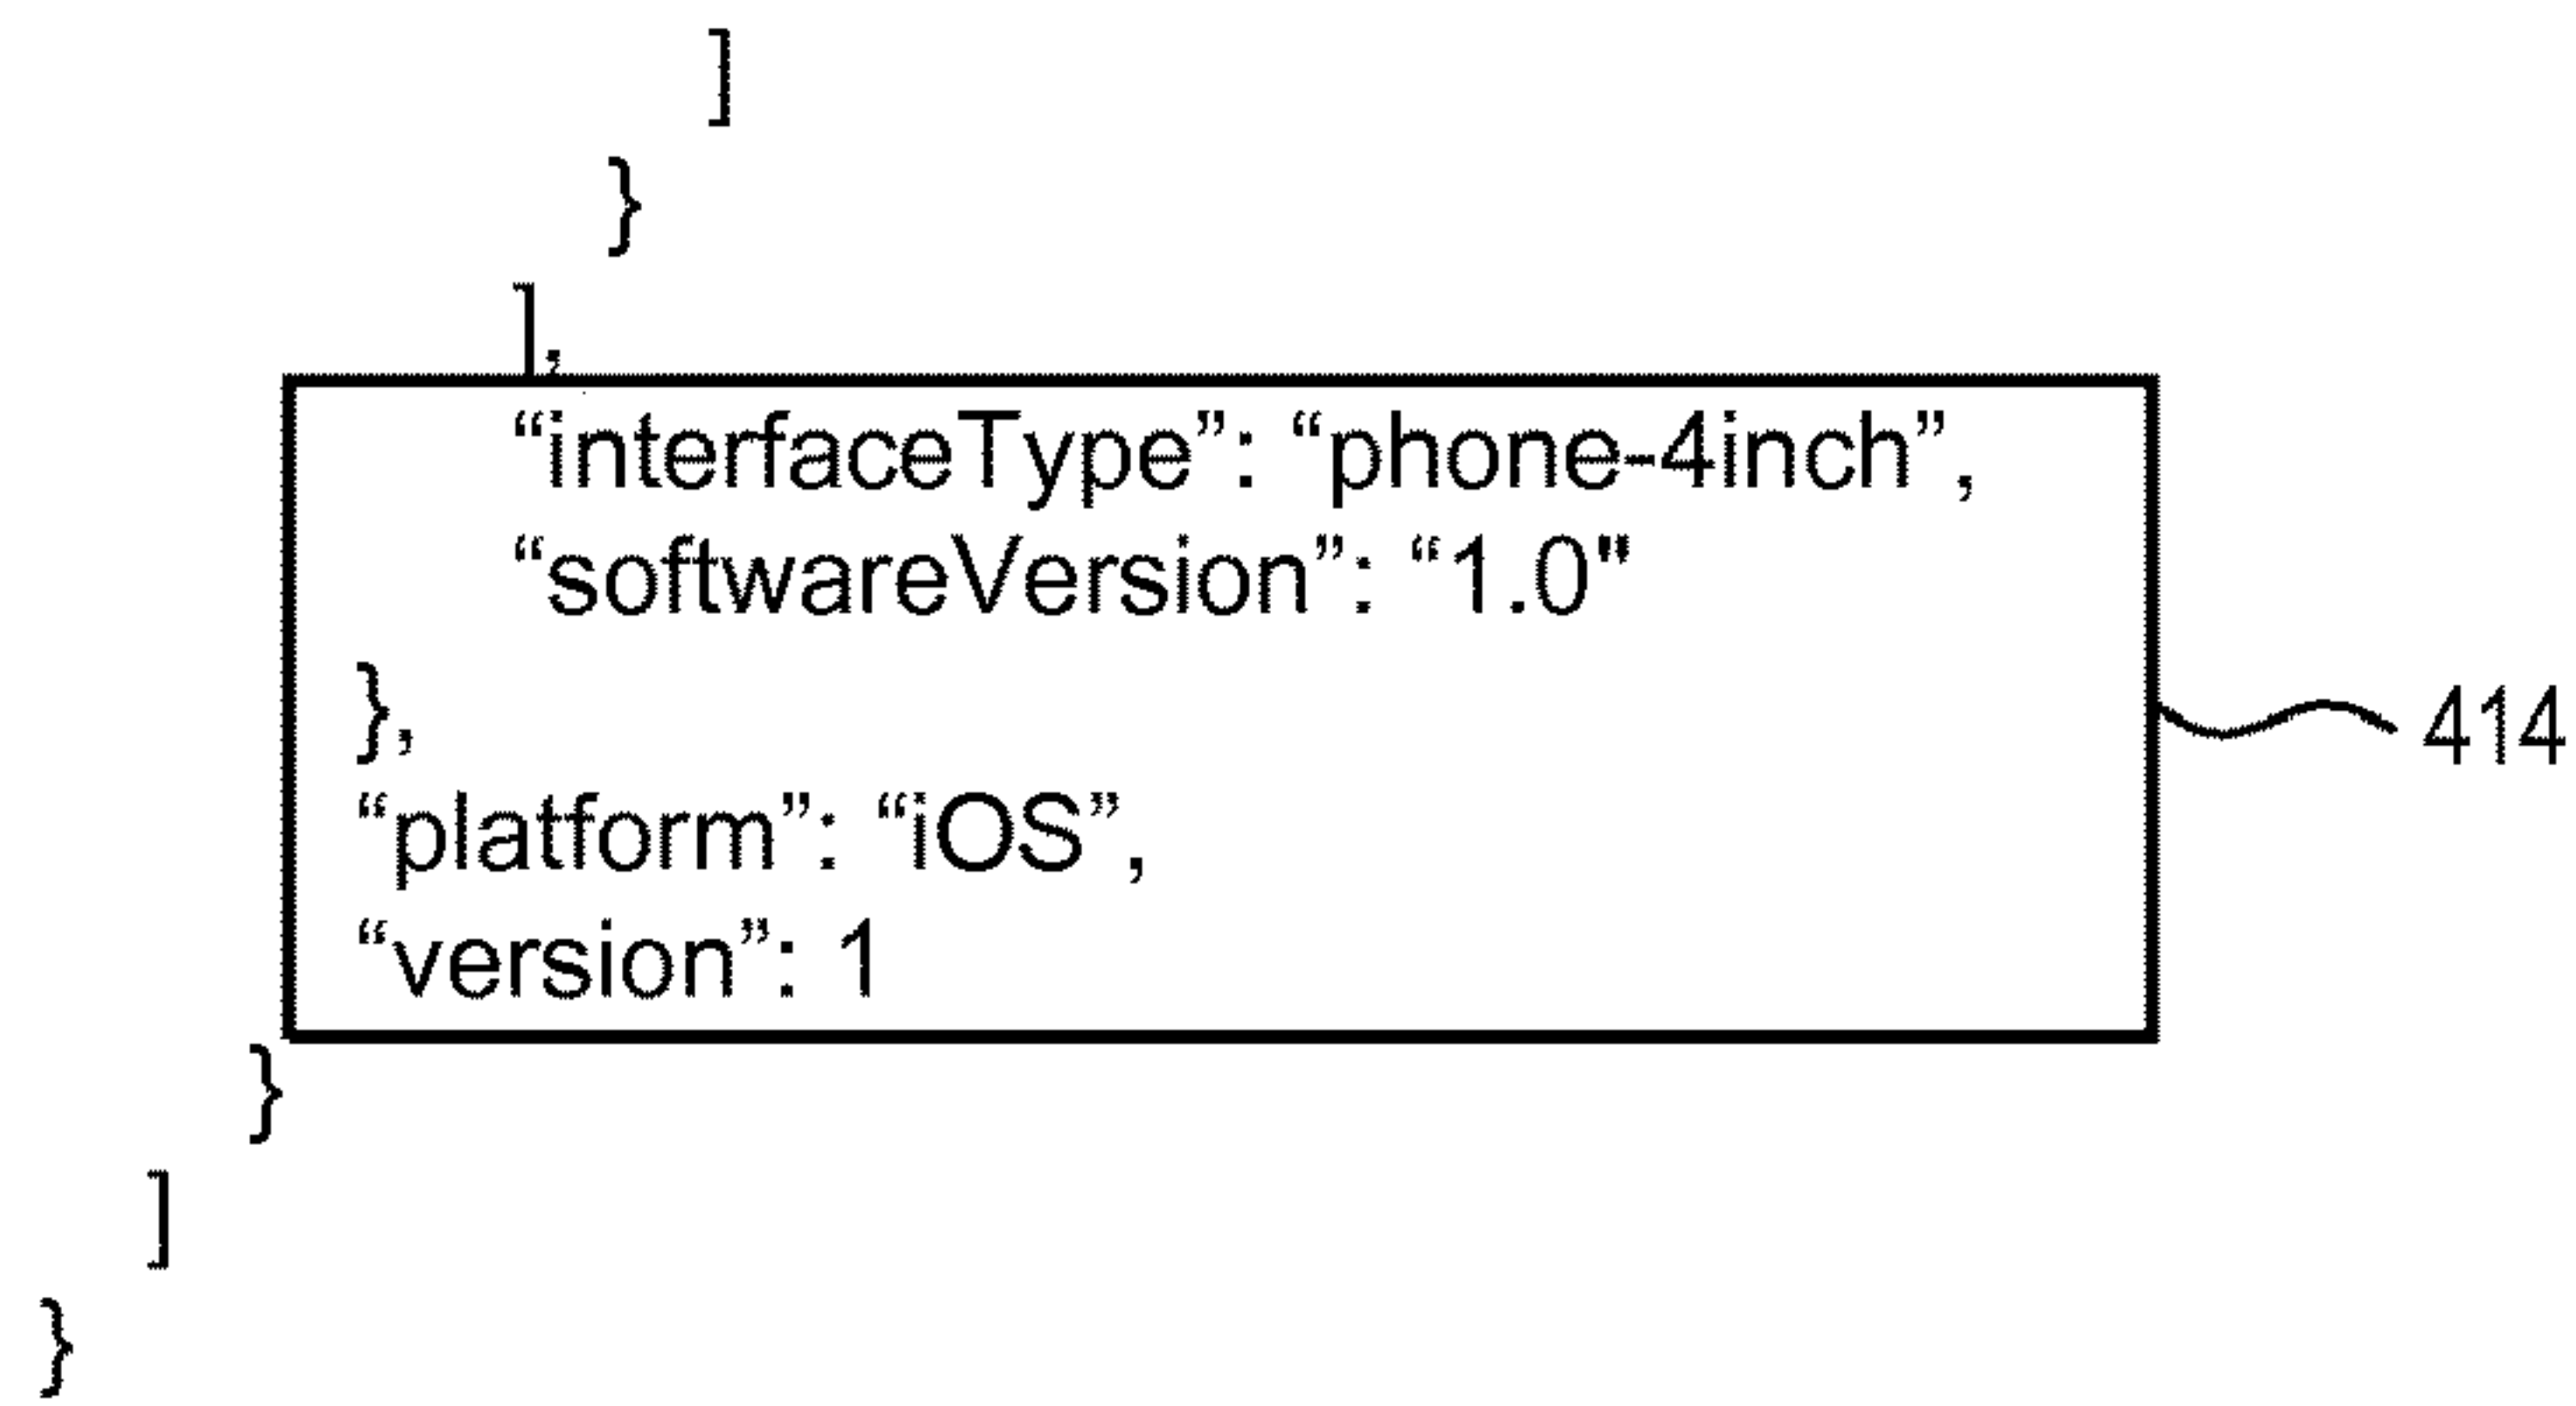 ]
}
],
“interfaceType”: “phone-4inch”,
“softwareVersion”: “1.0"
},
“platform”: “iOS”,
“version”: 1
414
}
]
}